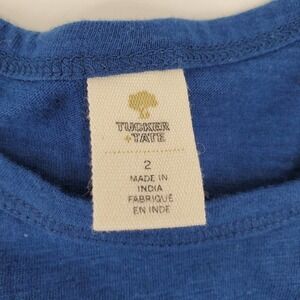 TUCKER
+TATE
2
MADE IN
INDIA
FABRIQUÉ
EN INDE